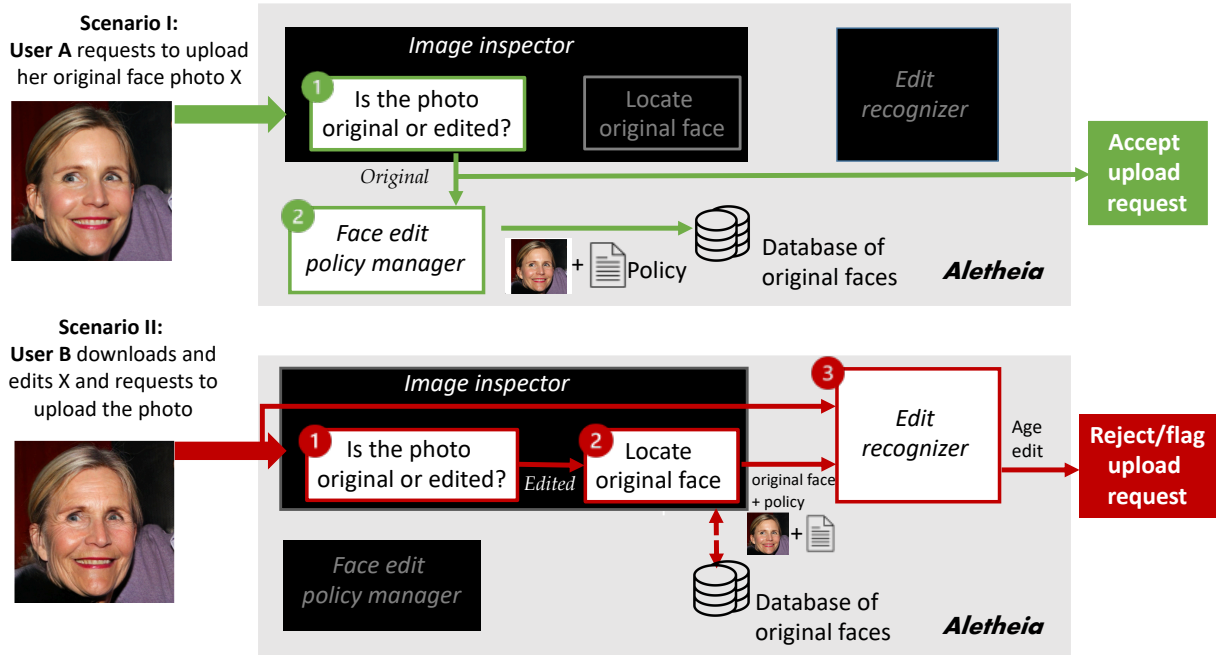 Scenario I:
User A requests to upload
her original face photo X
Image inspector
1
Is the photo
original or edited?
Locate
original face
Edit
recognizer
Original
Accept
upload
request
2
Face edit
policy manager
+
Policy
Database of
original faces
Aletheia
Scenario II:
User B downloads and
edits X and requests to
upload the photo
Image inspector
1
Is the photo
original or edited?
Edited
2
Locate
original face
3
Edit
recognizer
Age
edit
Reject/flag
upload
request
original face
+ policy
+
Face edit
policy manager
Database of
original faces
Aletheia